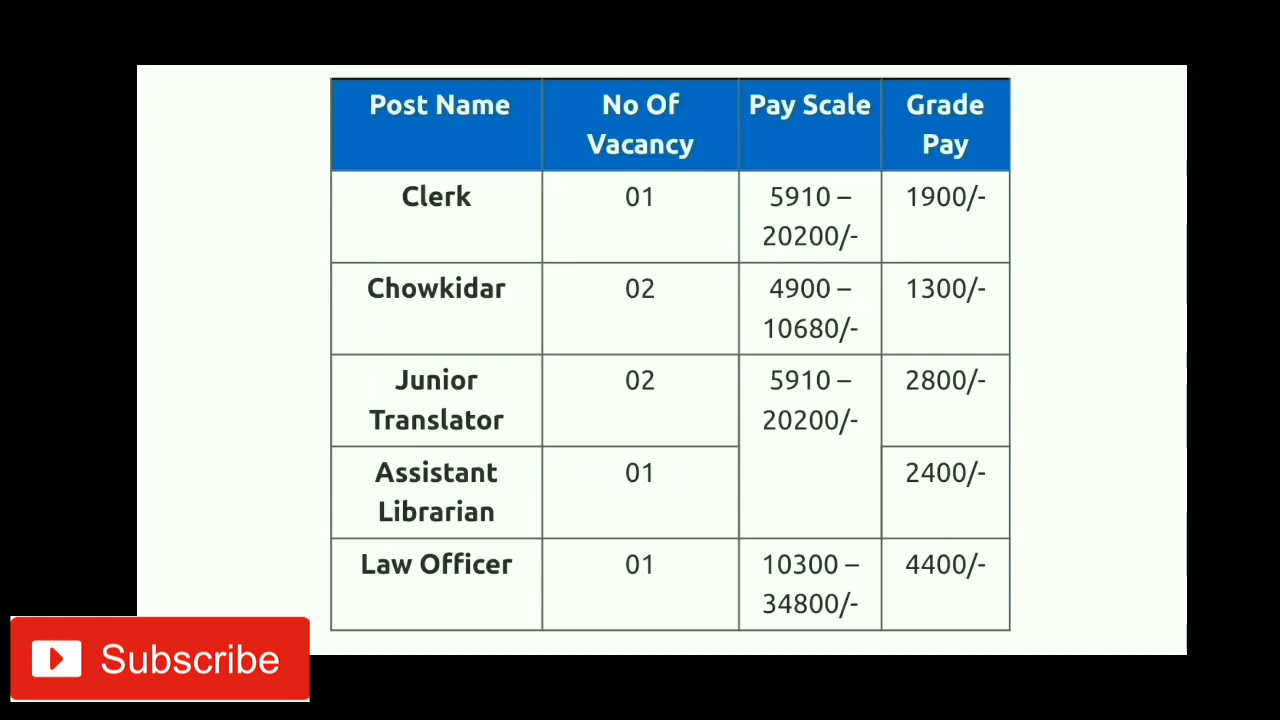 Post Name
No Of
Vacancy
Pay Scale
Grade
Pay
Clerk
01
5910 –
20200/-
1900/-
Chowkidar
02
4900 –
10680/-
1300/-
Junior
Translator
02
5910 –
20200/-
2800/-
Assistant
Librarian
01
2400/-
Law Officer
01
10300 –
34800/-
4400/-
Subscribe